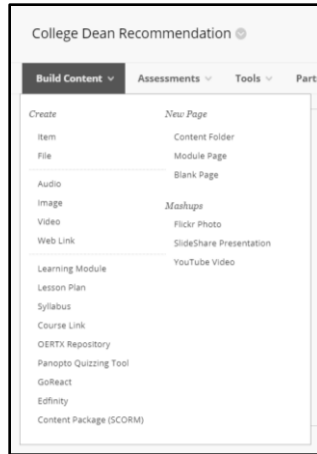 College Dean Recommendation
Build Content Assessments Tools Part
Create
Item
File
Audio
Image
Video
Web Link
Learning Module
Lesson Plan
Syllabus
Course Link
OERTX Repository
Panopto Quizzing Tool
GoReact
Edfinity
Content Package (SCORM)
New Page
Content Folder
Module Page
Blank Page
Mashups
Flickr Photo
SlideShare Presentation
YouTube Video